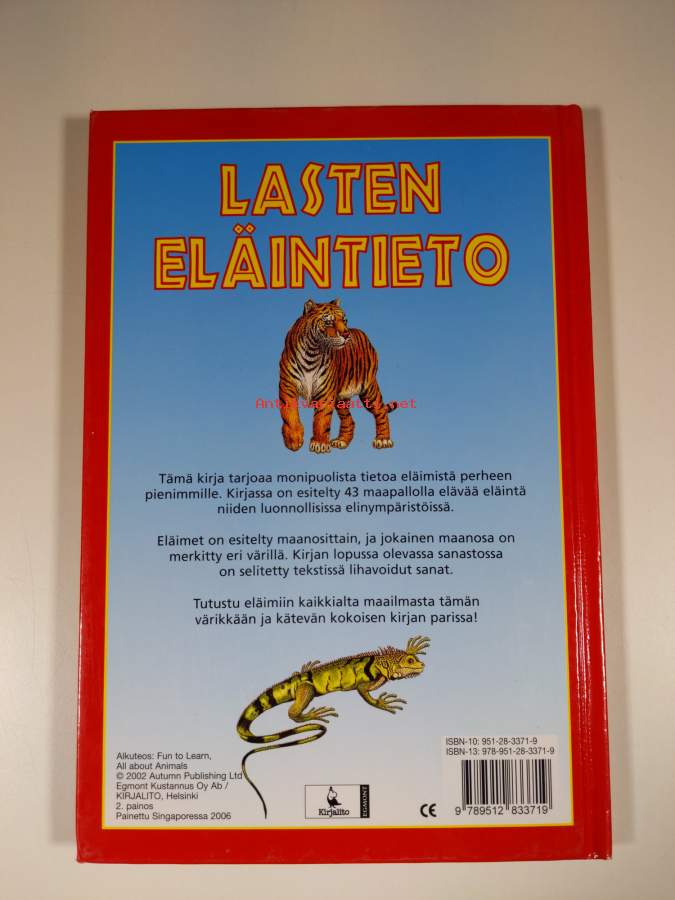 LASTEN
ELÄINTIETO
Antikvariaatti.net
Tämä kirja tarjoaa monipuolista tietoa eläimistä perheen
pienimmille. Kirjassa on esitelty 43 maapallolla elävää eläintä
niiden luonnollisissa elinympäristöissä.
Eläimet on esitelty maanosittain, ja jokainen maanosa on
merkitty eri värillä. Kirjan lopussa olevassa sanastossa
on selitetty tekstissä lihavoidut sanat.
Tutustu eläimiin kaikkialta maailmasta tämän
värikkään ja kätevän kokoisen kirjan parissa!
Alkuteos: Fun to Learn,
All about Animals
© 2002 Autumn Publishing Ltd
Egmont Kustannus Oy Ab /
KIRJALITO, Helsinki
2. painos
Painettu Singaporessa 2006
Kirjalito
EGMONT
CE
ISBN-10: 951-28-3371-9
ISBN-13: 978-951-28-3371-9
9 789512 833719